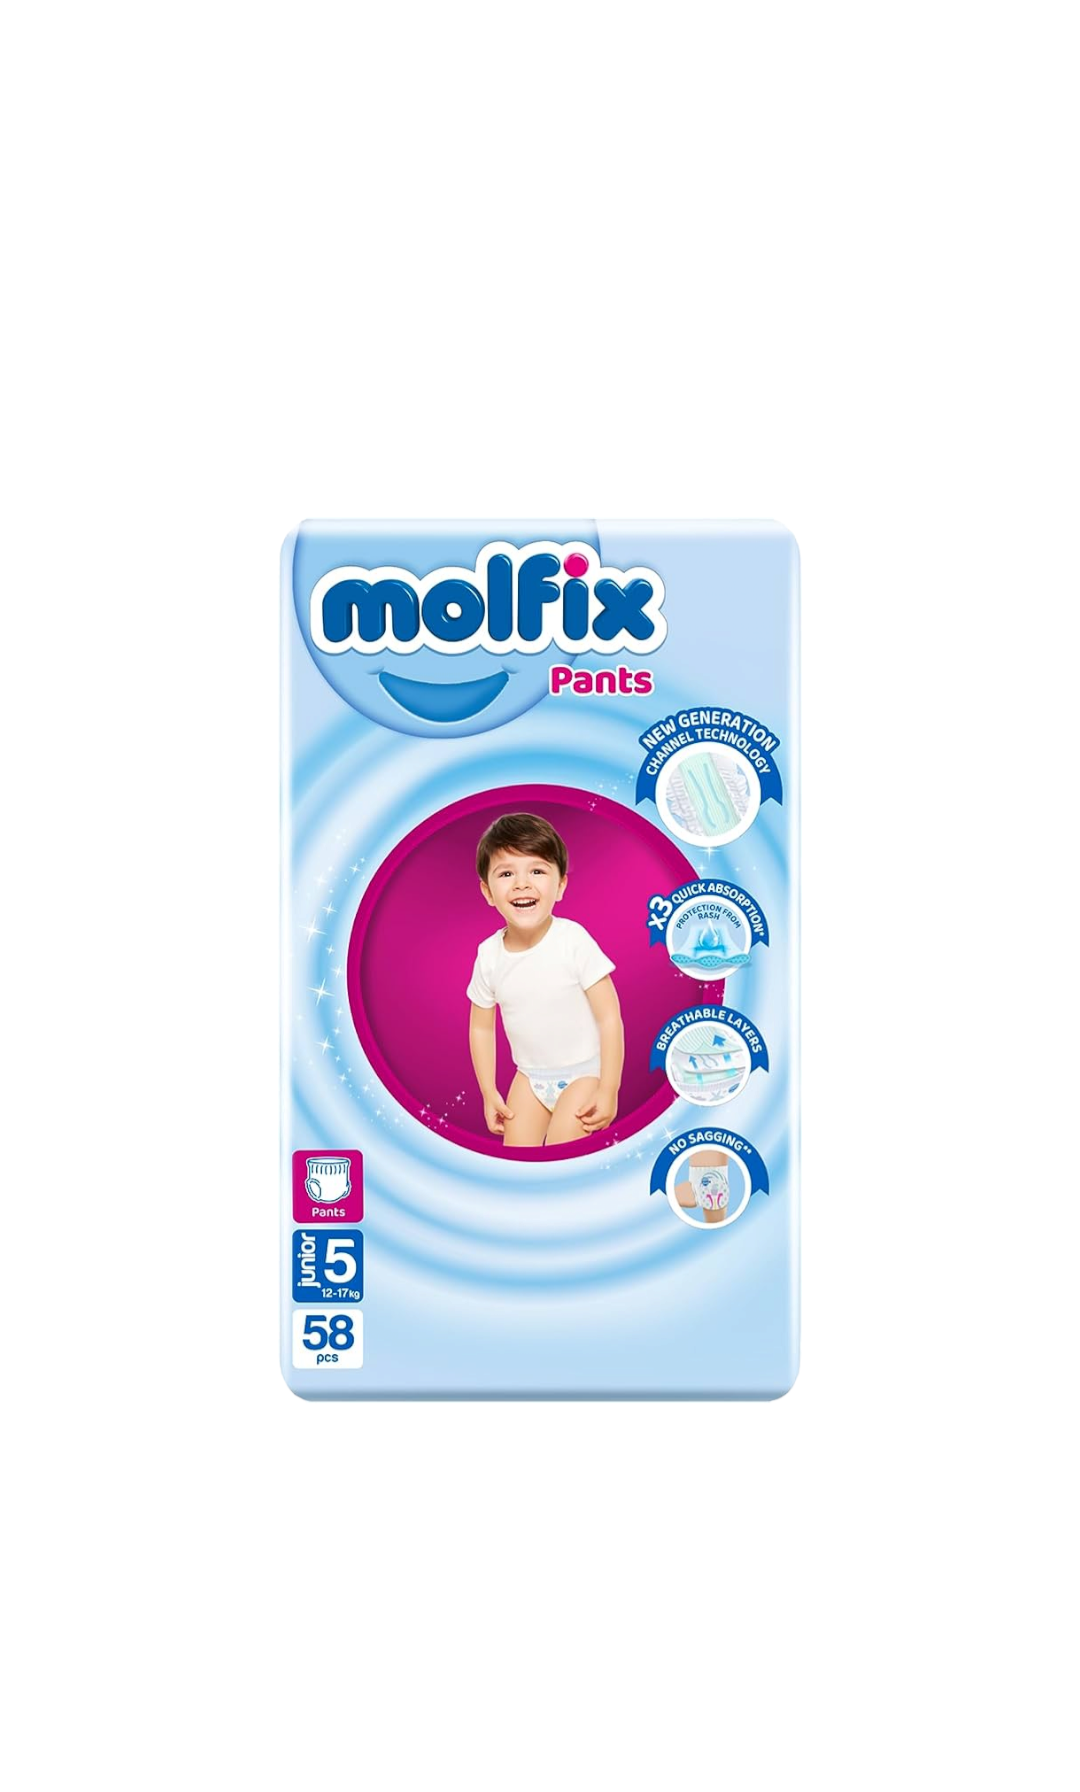 molfix
Pants
NEW GENERATION
CHANNEL TECHNOLOGY
x3 QUICK ABSORPTION*
PROTECTION FROM
RASH
BREATHABLE LAYERS
NO SAGGING**
Pants
junior 5
12-17kg
58
pcs